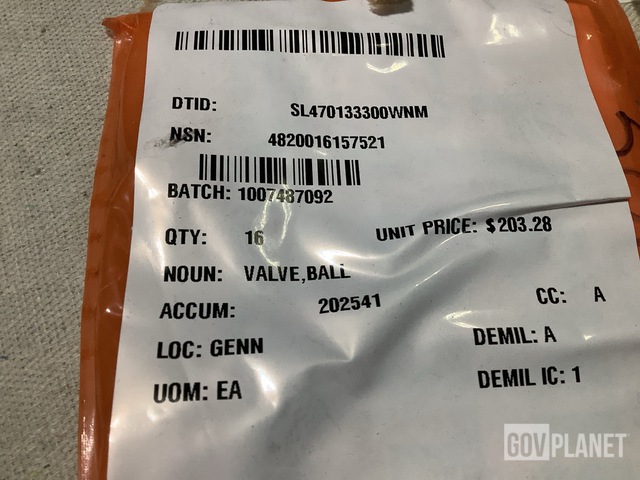 DTID: SL470133300WNM
NSN: 4820016157521
BATCH: 1007487092
QTY: 16 UNIT PRICE: $203.28
NOUN: VALVE,BALL
ACCUM: 202541 CC: A
LOC: GENN DEMIL: A
UOM: EA DEMIL IC: 1
GOVPLANET